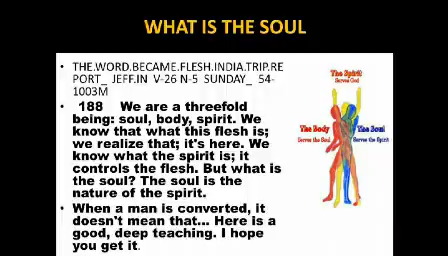 WHAT IS THE SOUL
THE.WORD.BECAME.FLESH.INDIA.TRIP.RE
PORT_ JEFF.IN V-26 N-5 SUNDAY_ 54-
1003M
188 We are a threefold
being: soul, body, spirit. We
know that what this flesh is;
we realize that; it's here. We
know what the spirit is; it
controls the flesh. But what is
the soul? The soul is the
nature of the spirit.
When a man is converted, it
doesn't mean that... Here is a
good, deep teaching. I hope
you get it.
The Spirit
Serves God
The Body
Serves the Soul
The Soul
Serves the Spirit